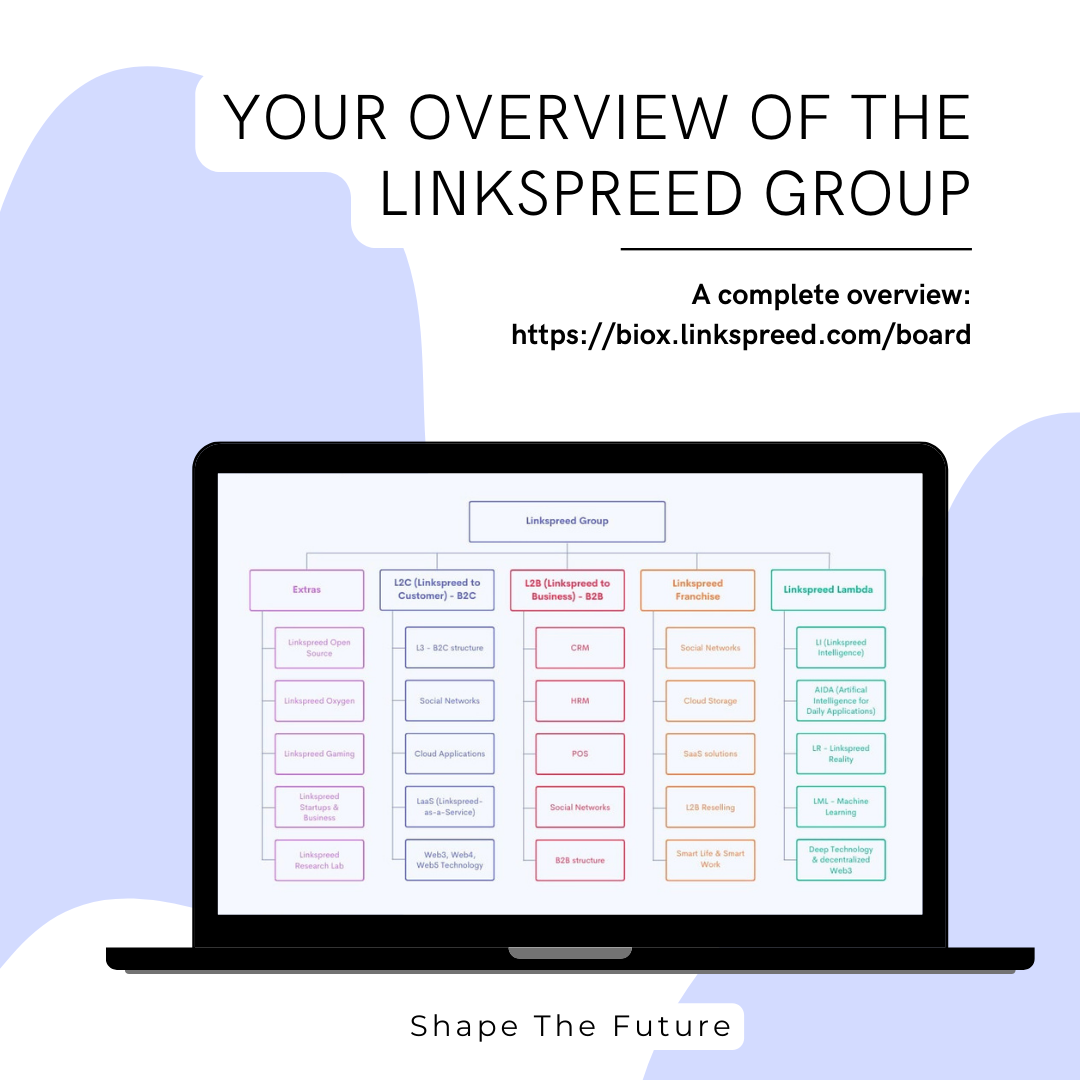 YOUR OVERVIEW OF THE
LINKSPREED GROUP
A complete overview:
https://biox.linkspreed.com/board
Linkspreed Group
Extras
Linkspreed Open
Source
Linkspreed Oxygen
Linkspreed Gaming
Linkspreed
Startups &
Business
Linkspreed
Research Lab
L2C (Linkspreed to
Customer) - B2C
L3 - B2C structure
Social Networks
Cloud Applications
LaaS (Linkspreed-
as-a-Service)
Web3, Web4,
Web5 Technology
L2B (Linkspreed to
Business) - B2B
CRM
HRM
POS
Social Networks
B2B structure
Linkspreed
Franchise
Social Networks
Cloud Storage
SaaS solutions
L2B Reselling
Smart Life & Smart
Work
Linkspreed Lambda
LI (Linkspreed
Intelligence)
AIDA (Artifical
Intelligence for
Daily Applications)
LR - Linkspreed
Reality
LML - Machine
Learning
Deep Technology
& decentralized
Web3
Shape The Future